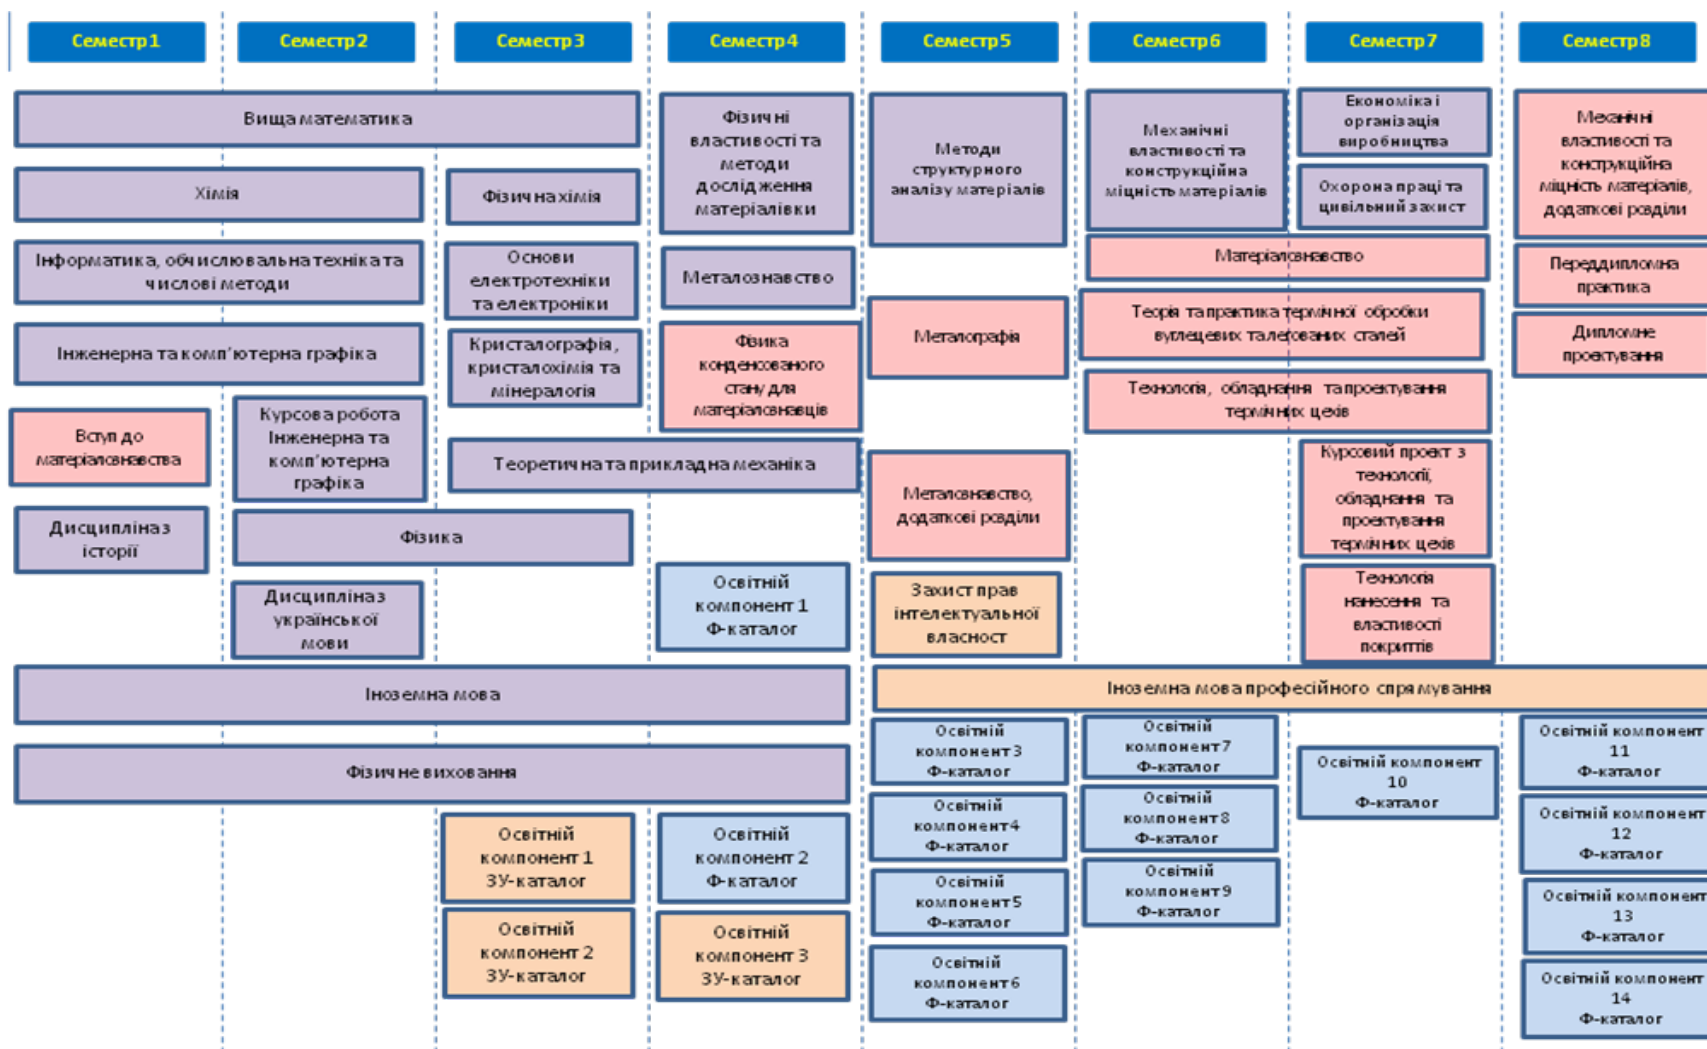 Семестр1
Семестр2
Семестр3
Семестр4
Семестр5
Семестр6
Семестр7
Семестр8
Вища математика
Хімія
Інформатика, обчислювальна техніка та
числові методи
Інженерна та комп'ютерна графіка
Вступ до
матеріалознавства
Дисципліна з
історії
Курсова робота
Інженерна та
комп'ютерна
графіка
Фізика
Дисципліна з
української
мови
Фізична хімія
Основи
електротехніки
та електроніки
Кристалографія,
кристалохімія та
мінералогія
Теоретична та прикладна механіка
Фізичні
властивості та
методи
дослідження
матеріалівки
Металознавство
Фізика
конденсованого
стану для
матеріалознавців
Освітній
компонент 1
Ф-каталог
Методи
структурного
аналізу матеріалів
Металографія
Металознавство,
додаткові розділи
Захист прав
інтелектуальної
власност
Механічні
властивості та
конструкційна
міцність матеріалів
Економіка і
організація
виробництва
Охорона праці та
цивільний захист
Матеріалознавство
Теорія та практика термічної обробки
вуглецевих та легованих сталей
Технологія, обладнання та проектування
термічних цехів
Курсовий проект з
технології,
обладнання та
проектування
термічних цехів
Технологія
нанесення та
властивості
покриттів
Механічні
властивості та
конструкційна
міцність матеріалів,
додаткові розділи
Переддипломна
практика
Дипломне
проектування
Іноземна мова
Іноземна мова професійного спрямування
Фізичне виховання
Освітній
компонент 1
ЗУ-каталог
Освітній
компонент 2
ЗУ-каталог
Освітній
компонент 2
Ф-каталог
Освітній
компонент 3
ЗУ-каталог
Освітній
компонент 3
Ф-каталог
Освітній
компонент 4
Ф-каталог
Освітній
компонент 5
Ф-каталог
Освітній
компонент 6
Ф-каталог
Освітній
компонент 7
Ф-каталог
Освітній
компонент 8
Ф-каталог
Освітній
компонент 9
Ф-каталог
Освітній компонент
10
Ф-каталог
Освітній компонент
11
Ф-каталог
Освітній компонент
12
Ф-каталог
Освітній компонент
13
Ф-каталог
Освітній компонент
14
Ф-каталог